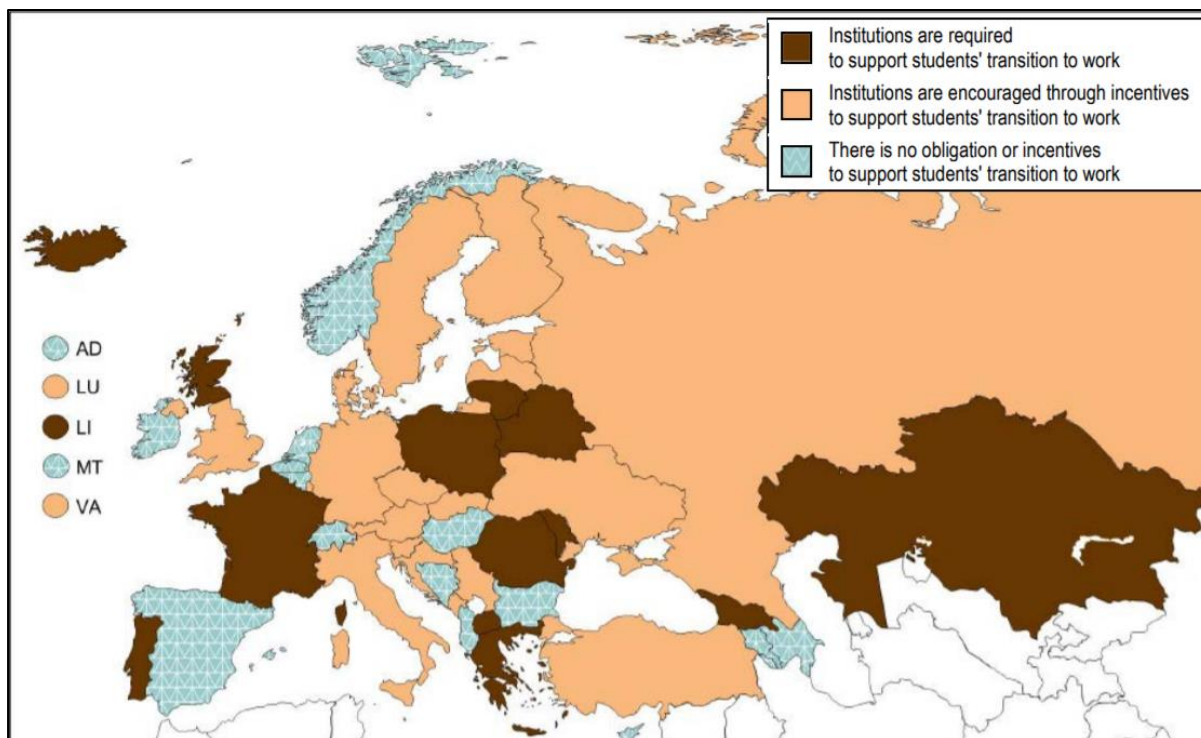 Institutions are required
to support students' transition to work
Institutions are encouraged through incentives
to support students' transition to work
There is no obligation or incentives
to support students' transition to work
AD
LU
LI
MT
VA